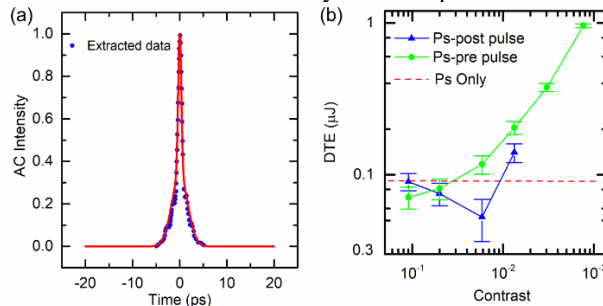 (a)
AC Intensity
1.0
0.8
0.6
0.4
0.2
0.0
Extracted data
-20
-10
0
10
20
Time (ps)
(b)
DTE (μJ)
1
0.1
0.3
Ps-post pulse
Ps-pre pulse
Ps Only
10⁻¹
10⁻²
10⁻³
Contrast